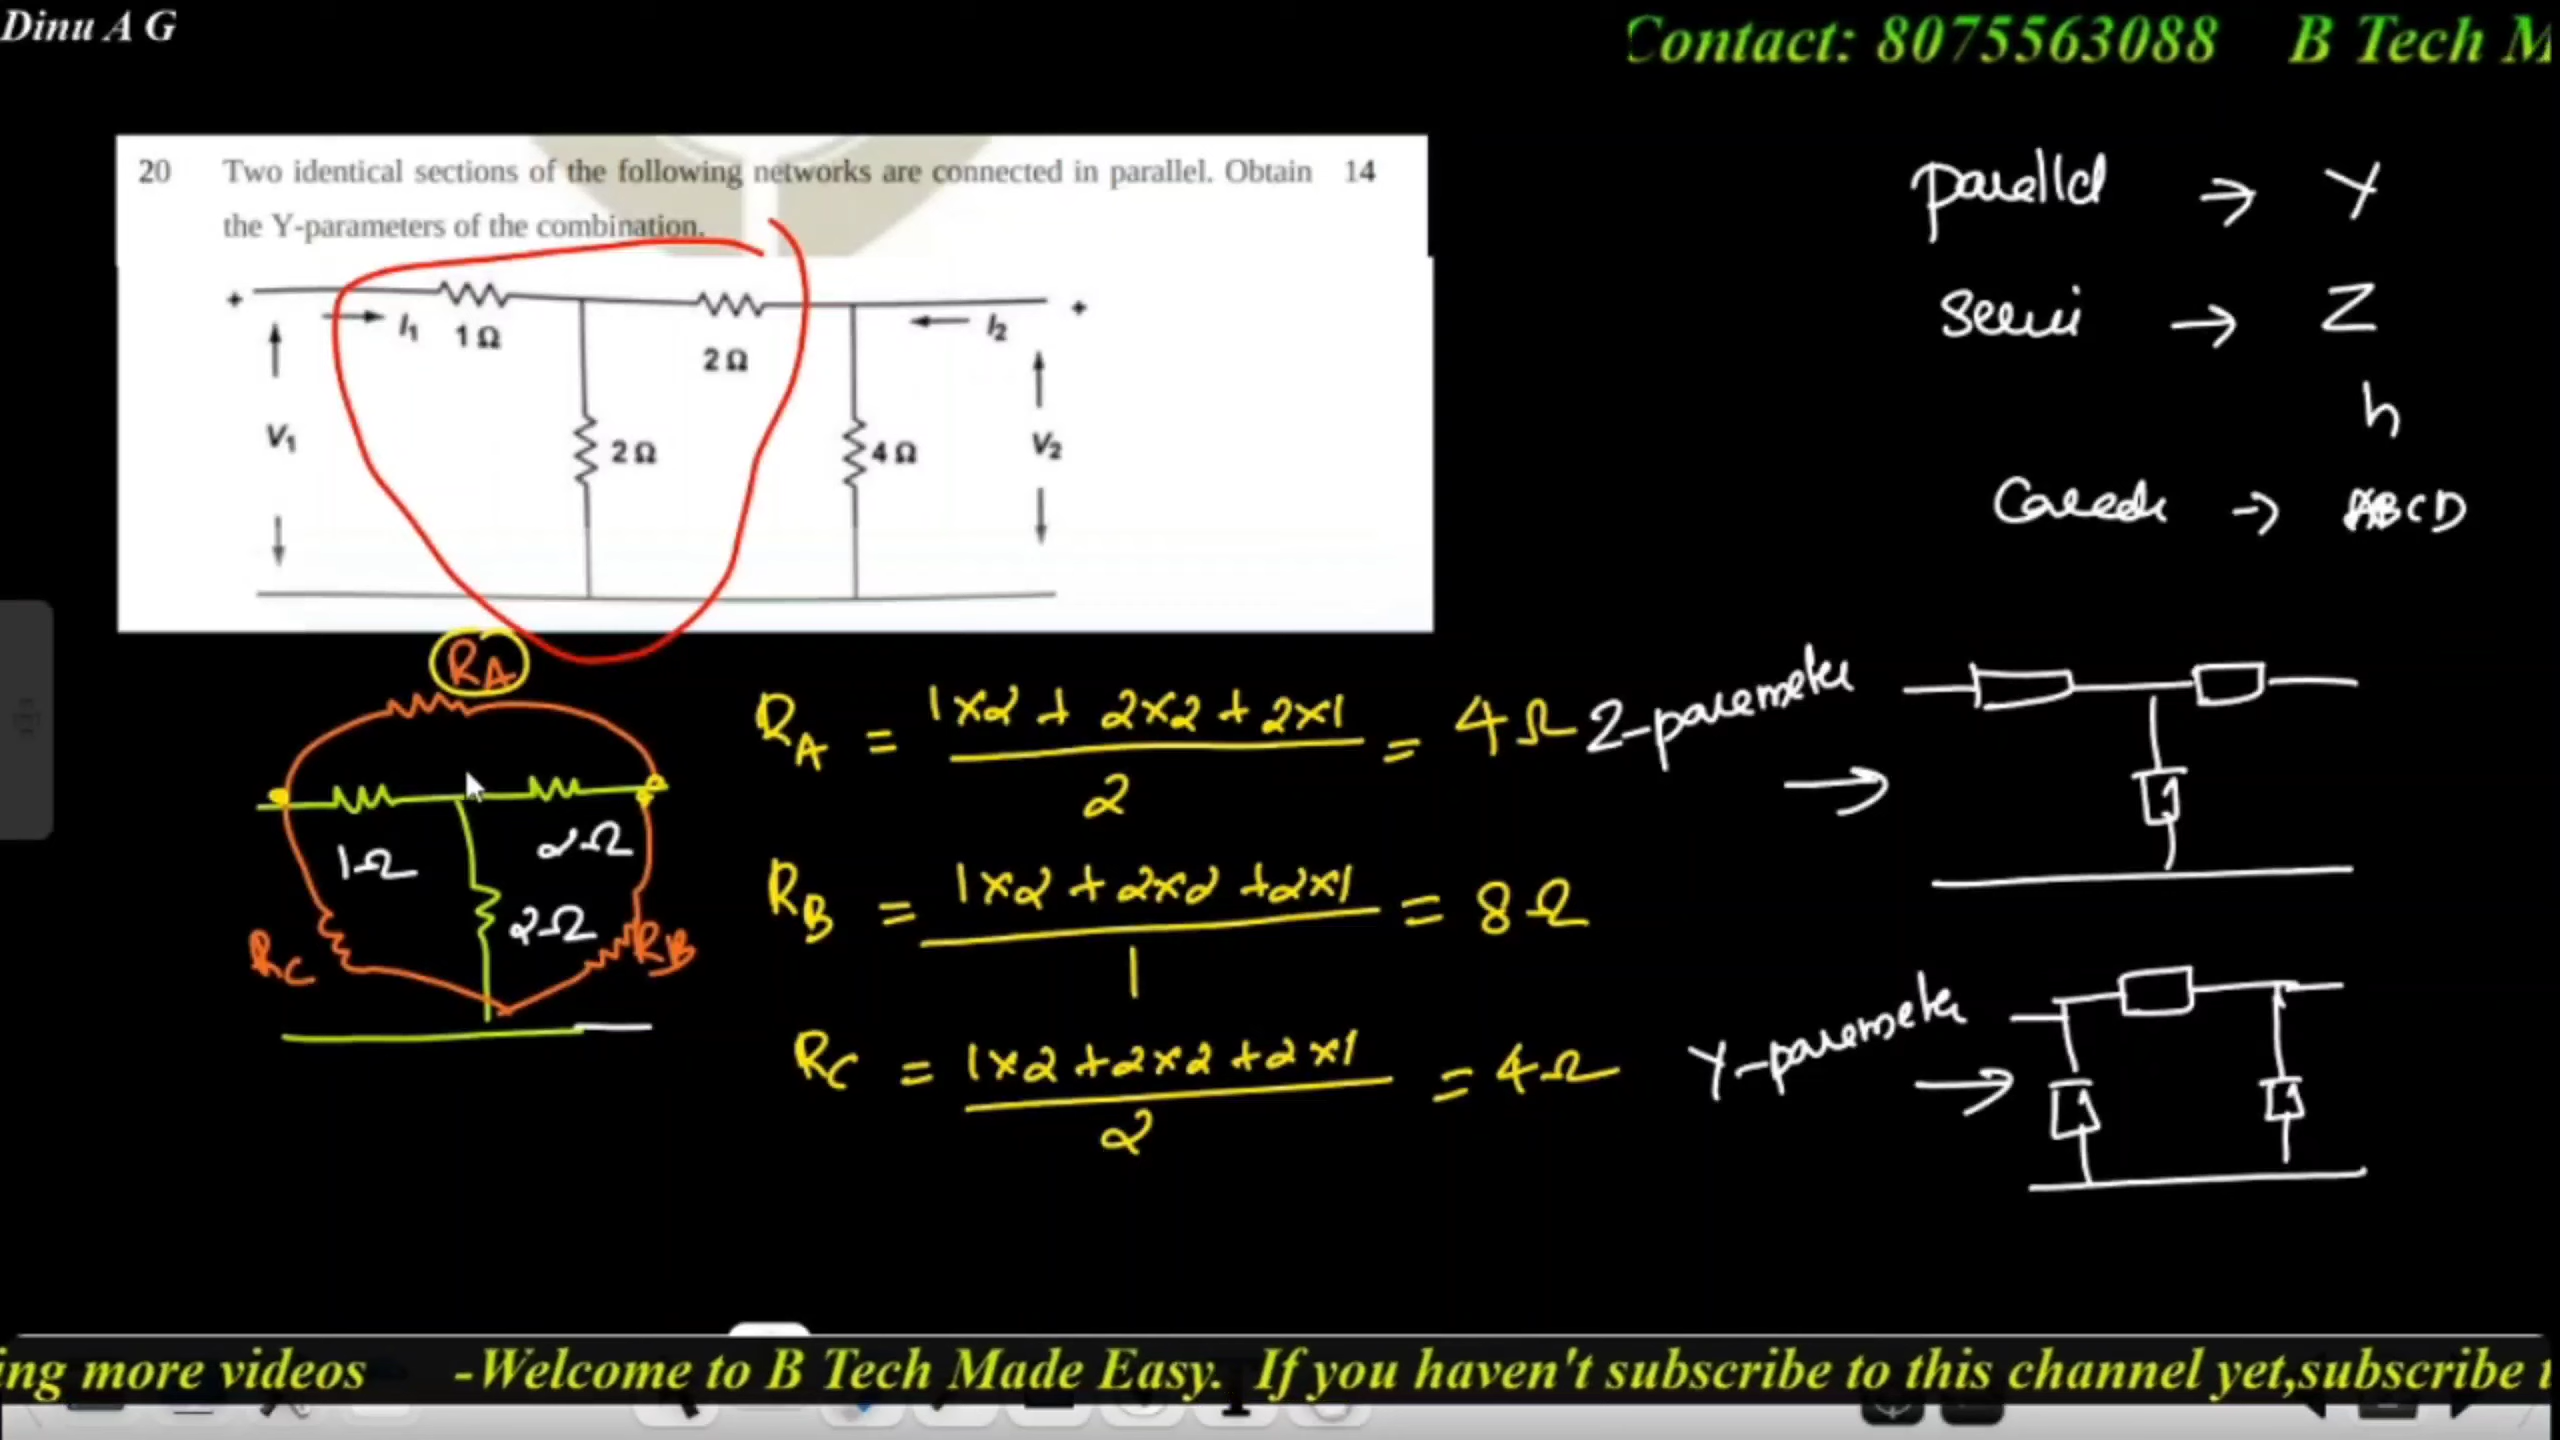 Dinu A G
Contact: 8075563088 B Tech M
20 Two identical sections of the following networks are connected in parallel. Obtain 14
the Y-parameters of the combination.
+ I1 1Ω 2Ω I2 +
V1 2Ω 4Ω V2
parallel → Y
Series → Z
h
Cascade → ABCD
RA
1Ω 2Ω
2Ω
RC RB
RA = 1×2 + 2×2 + 2×1 = 4Ω
2
RB = 1×2 + 2×2 + 2×1 = 8Ω
1
RC = 1×2 + 2×2 + 2×1 = 4Ω
2
Z-parameter
→
Y-parameter
→
ing more videos -Welcome to B Tech Made Easy. If you haven't subscribe to this channel yet,subscribe t